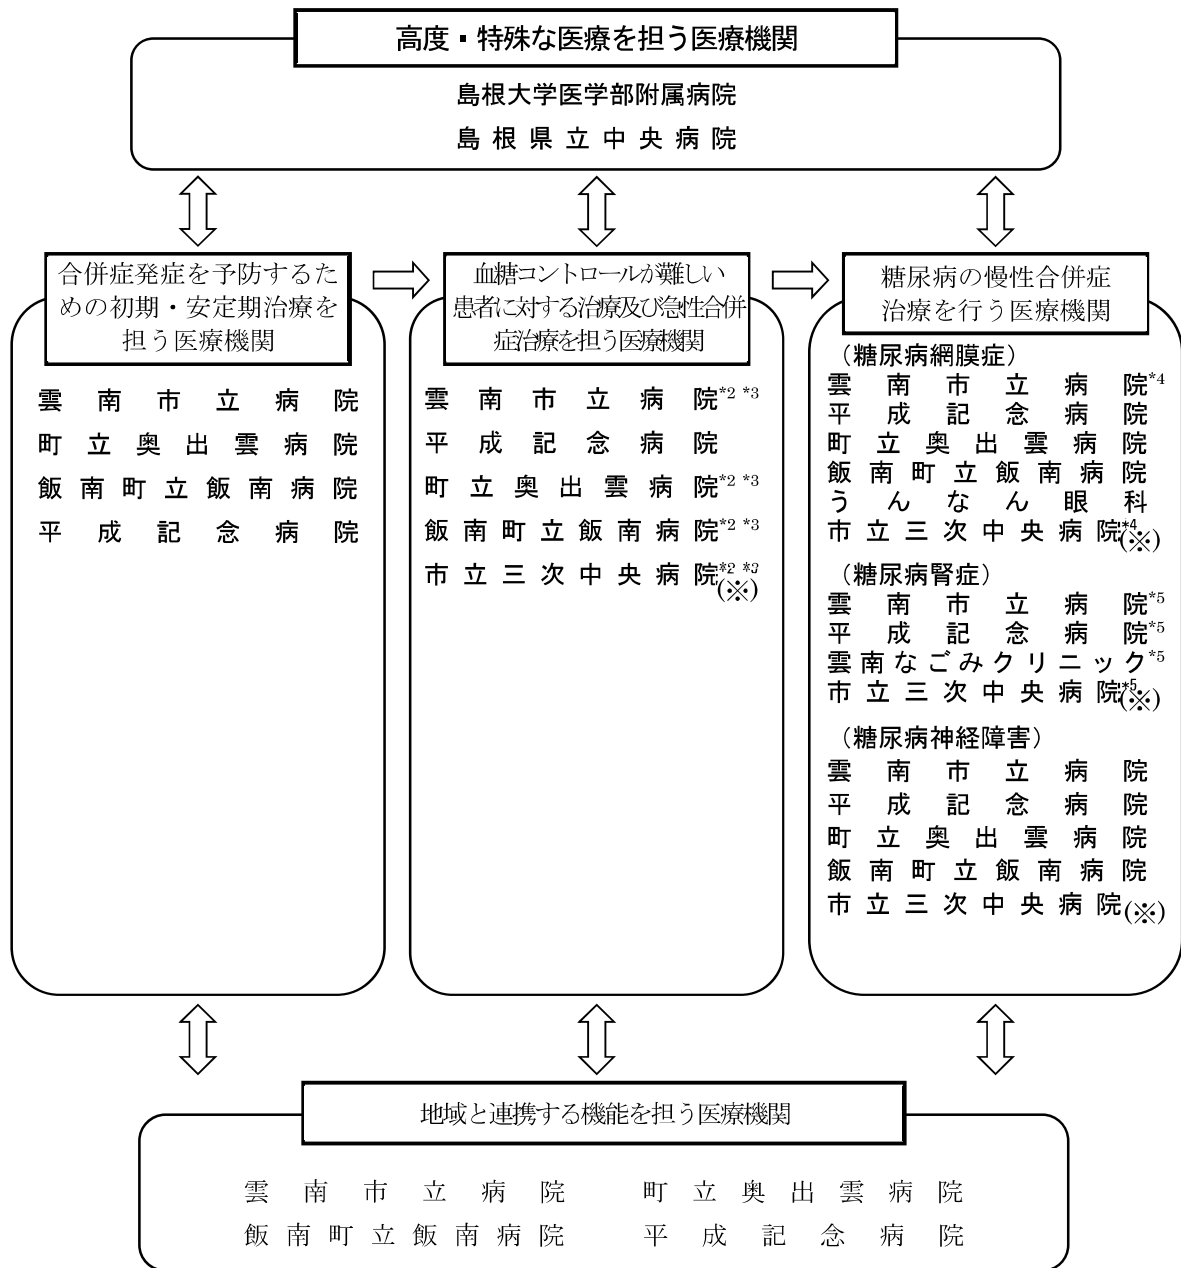 高度・特殊な医療を担う医療機関
島根大学医学部附属病院
島根県立中央病院
合併症発症を予防するた
めの初期・安定期治療を
担う医療機関
雲南市立病院
町立奥出雲病院
飯南町立飯南病院
平成記念病院
血糖コントロールが難しい
患者に対する治療及び急性合併
症治療を担う医療機関
雲南市立病院*2 *3
平成記念病院
町立奥出雲病院*2 *3
飯南町立飯南病院*2 *3
市立三次中央病院*2 *3
(※)
糖尿病の慢性合併症
治療を行う医療機関
（糖尿病網膜症）
雲南市立病院*4
平成記念病院
町立奥出雲病院
飯南町立飯南病院
うんなん眼科
市立三次中央病院*4
(※)
（糖尿病腎症）
雲南市立病院*5
平成記念病院*5
雲南なごみクリニック*5
市立三次中央病院*5
(※)
（糖尿病神経障害）
雲南市立病院
平成記念病院
町立奥出雲病院
飯南町立飯南病院
市立三次中央病院(※)
地域と連携する機能を担う医療機関
雲南市立病院 町立奥出雲病院
飯南町立飯南病院 平成記念病院